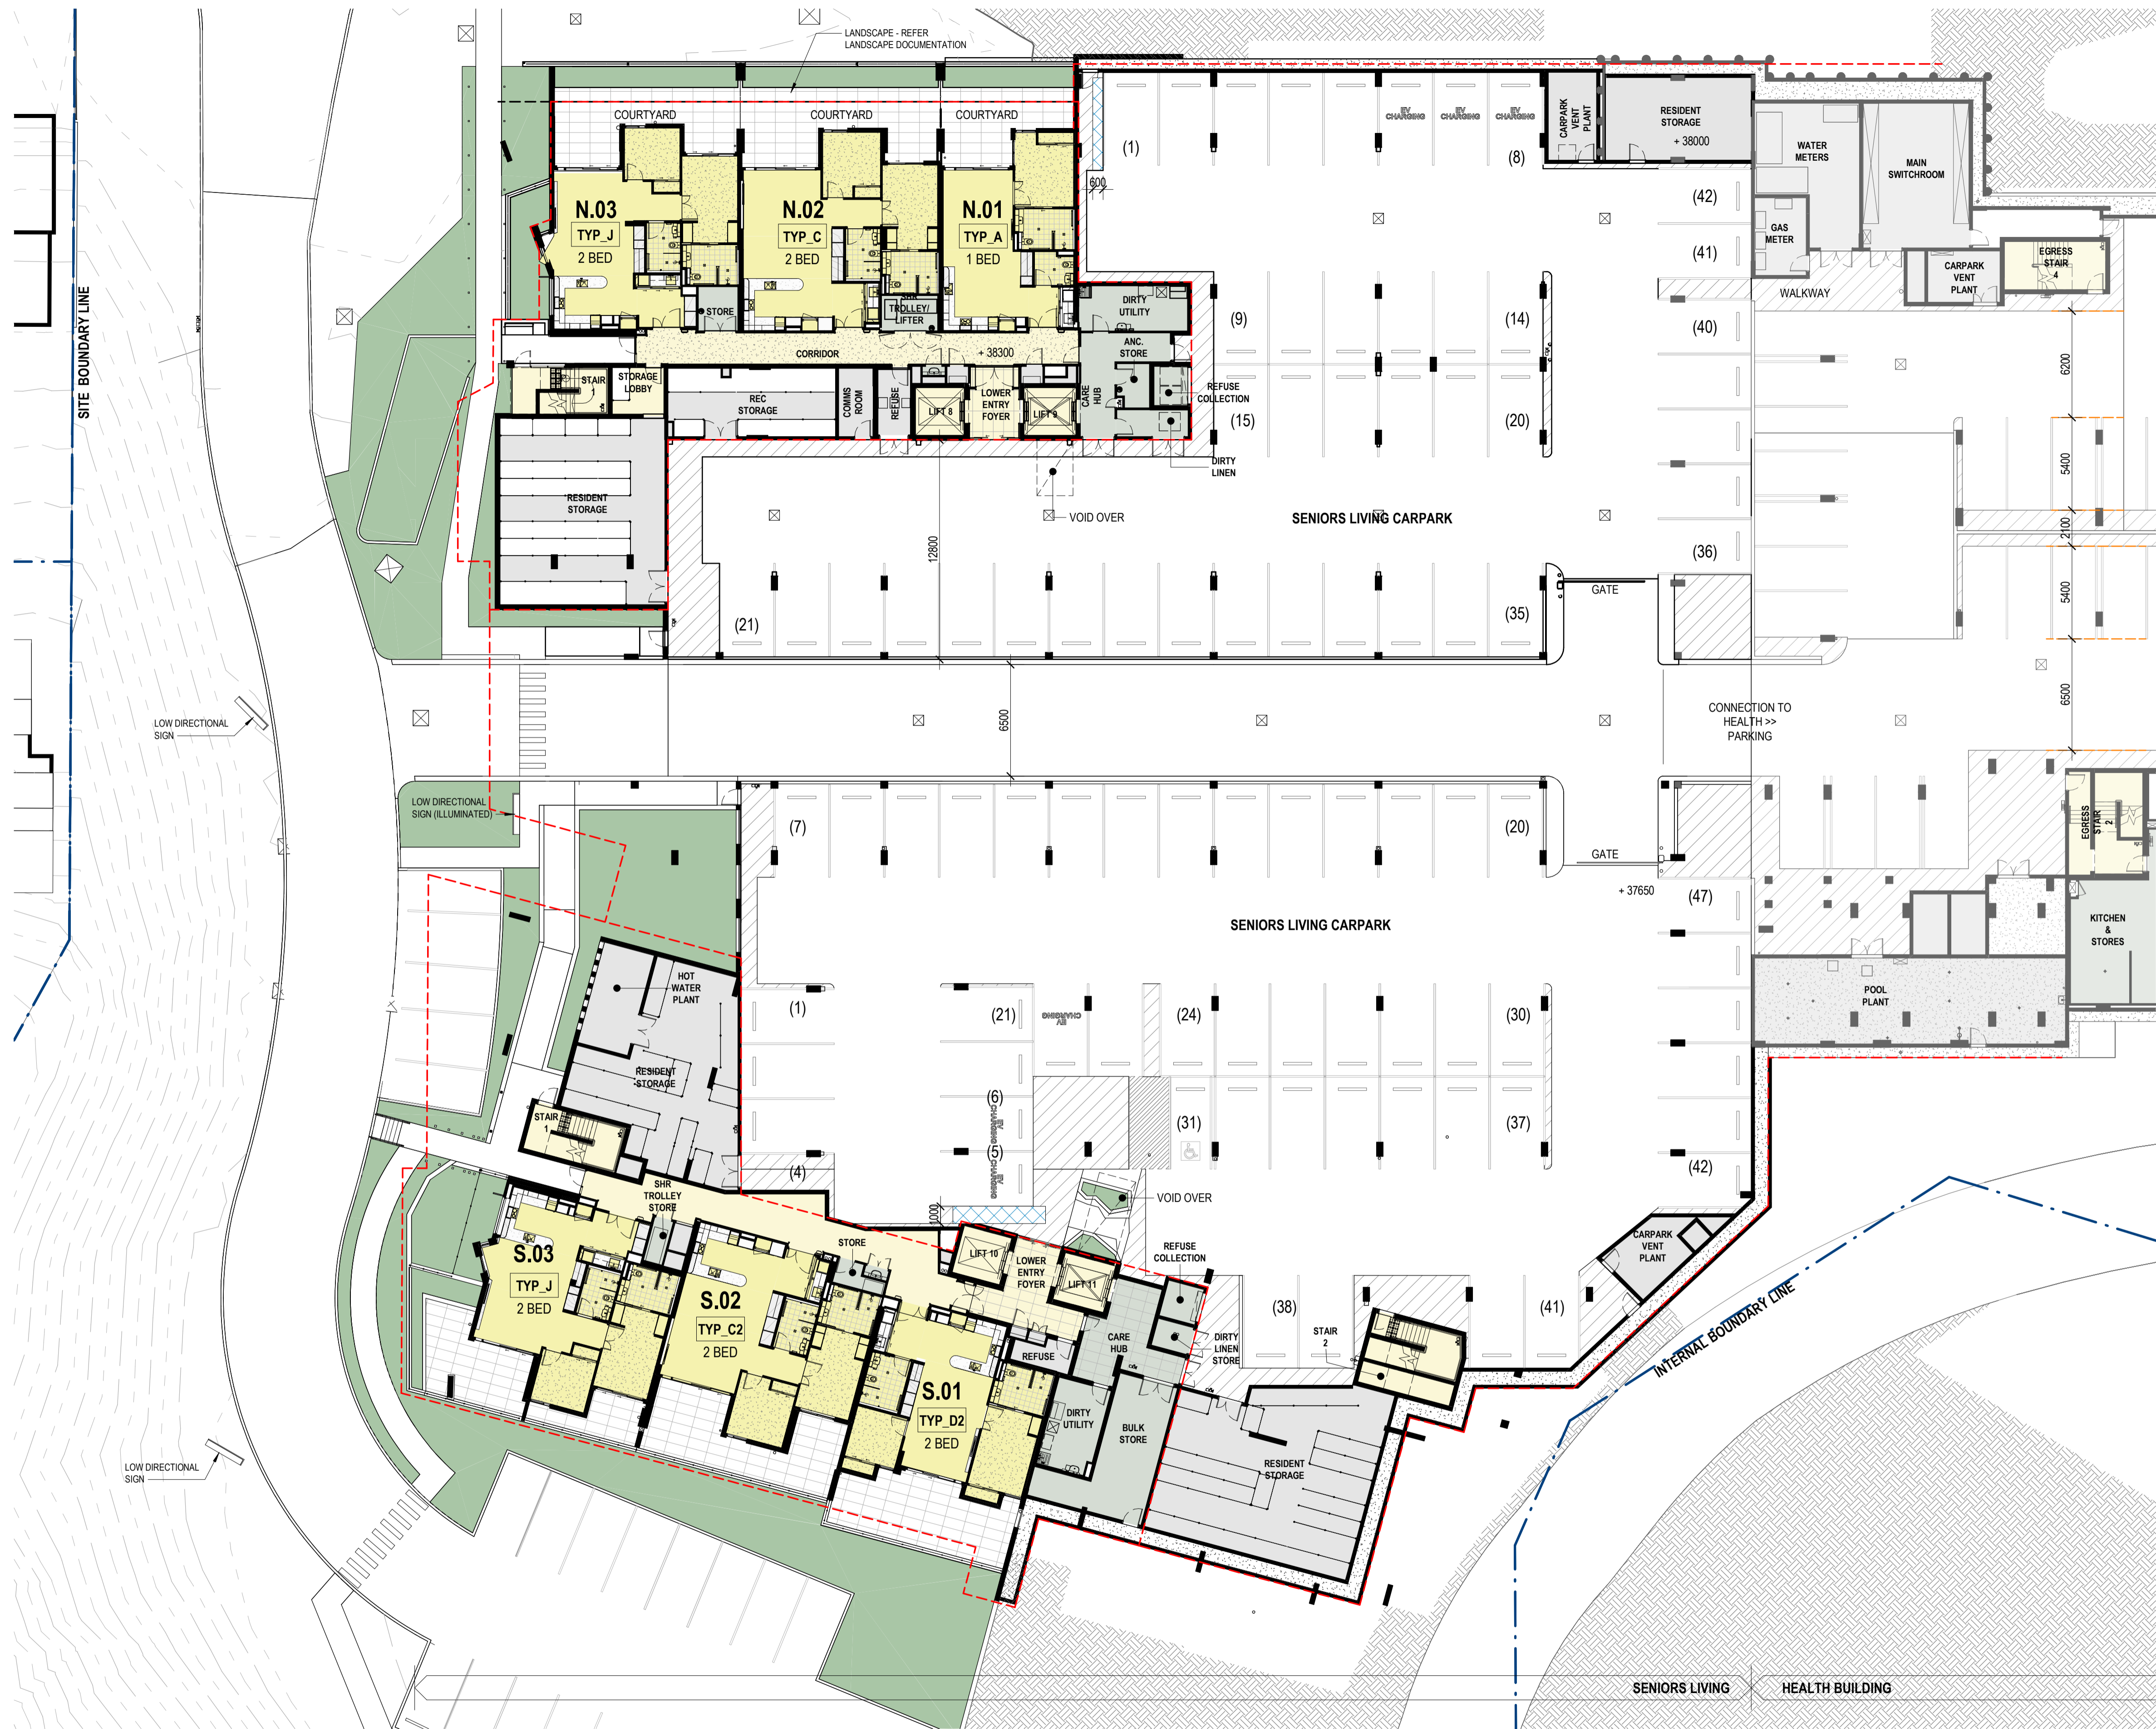 LANDSCAPE - REFER
LANDSCAPE DOCUMENTATION
COURTYARD
COURTYARD
COURTYARD
(1)
EV
CHARGING
EV
CHARGING
EV
CHARGING
(8)
CARPARK
VENT
PLANT
RESIDENT
STORAGE
+ 38000
WATER
METERS
MAIN
SWITCHROOM
600
(42)
N.03
TYP_J
2 BED
N.02
TYP_C
2 BED
N.01
TYP_A
1 BED
GAS
METER
(41)
CARPARK
VENT
PLANT
EGRESS
STAIR
4
WALKWAY
STORE
SHR
TROLLEY/
LIFTER
DIRTY
UTILITY
(9)
(14)
(40)
SITE BOUNDARY LINE
CORRIDOR
+ 38300
ANC.
STORE
6200
STAIR
1
STORAGE
LOBBY
REC
STORAGE
COMMS
ROOM
REFUSE
LIFT 8
LOWER
ENTRY
FOYER
LIFT 9
CARE
HUB
REFUSE
COLLECTION
(15)
(20)
DIRTY
LINEN
5400
RESIDENT
STORAGE
VOID OVER
SENIORS LIVING CARPARK
2100
12800
(36)
GATE
5400
(21)
(35)
LOW DIRECTIONAL
SIGN
6500
CONNECTION TO
HEALTH >>
PARKING
6500
LOW DIRECTIONAL
SIGN (ILLUMINATED)
(7)
(20)
GATE
EGRESS
STAIR
2
+ 37650
(47)
SENIORS LIVING CARPARK
KITCHEN
&
STORES
HOT
WATER
PLANT
POOL
PLANT
(1)
(21)
EV
CHARGING
(24)
(30)
RESIDENT
STORAGE
(6)
EV
CHARGING
STAIR
1
(31)
(37)
(5)
EV
CHARGING
(4)
(42)
SHR
TROLLEY
STORE
VOID OVER
1000
STORE
LIFT 10
LOWER
ENTRY
FOYER
LIFT 11
REFUSE
COLLECTION
CARPARK
VENT
PLANT
S.03
TYP_J
2 BED
S.02
TYP_C2
2 BED
(38)
(41)
INTERNAL BOUNDARY LINE
CARE
HUB
DIRTY
LINEN
STORE
STAIR
2
REFUSE
S.01
TYP_D2
2 BED
DIRTY
UTILITY
BULK
STORE
RESIDENT
STORAGE
LOW DIRECTIONAL
SIGN
SENIORS LIVING
HEALTH BUILDING